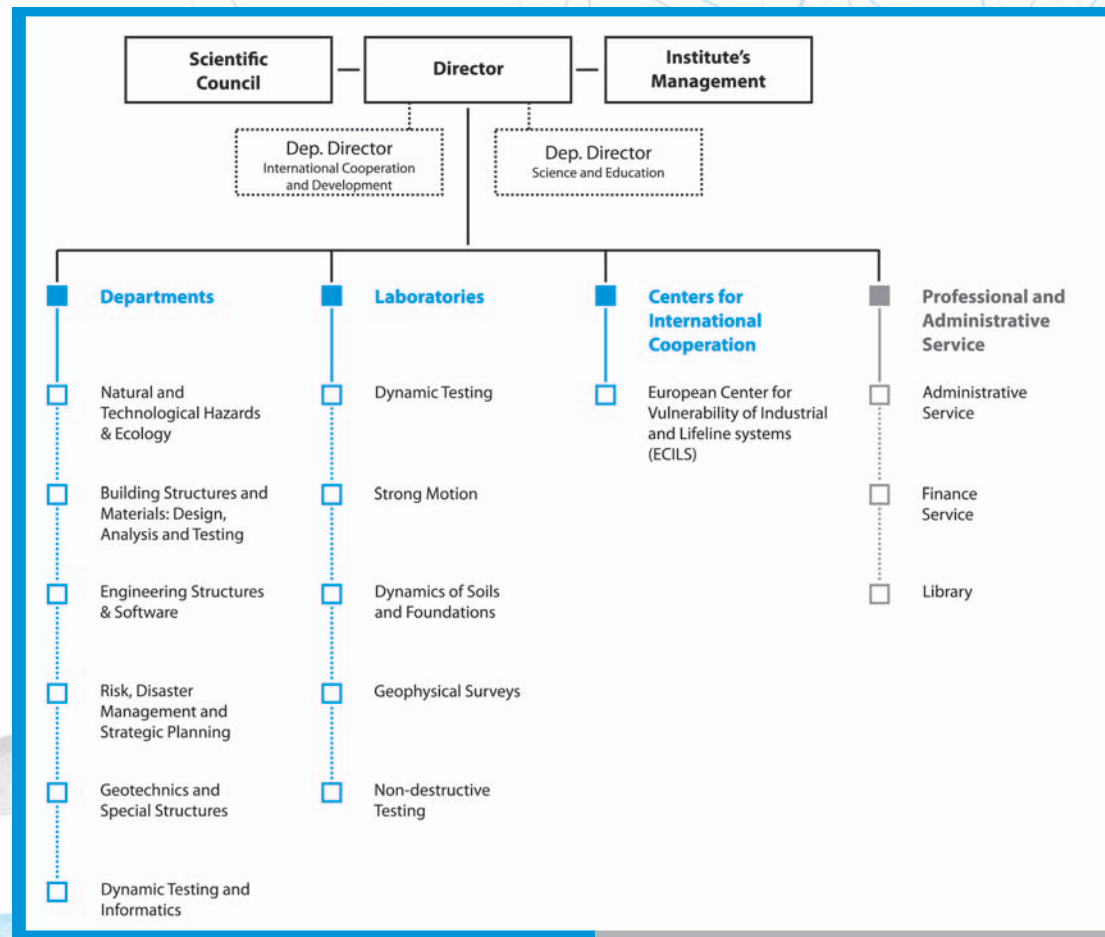 Scientific
Council
Director
Institute’s
Management
Dep. Director
International Cooperation
and Development
Dep. Director
Science and Education
Departments
Natural and
Technological Hazards
& Ecology
Building Structures and
Materials: Design,
Analysis and Testing
Engineering Structures
& Software
Risk, Disaster
Management and
Strategic Planning
Geotechnics and
Special Structures
Dynamic Testing and
Informatics
Laboratories
Dynamic Testing
Strong Motion
Dynamics of Soils
and Foundations
Geophysical Surveys
Non-destructive
Testing
Centers for
International
Cooperation
European Center for
Vulnerability of Industrial
and Lifeline systems
(ECILS)
Professional and
Administrative
Service
Administrative
Service
Finance
Service
Library